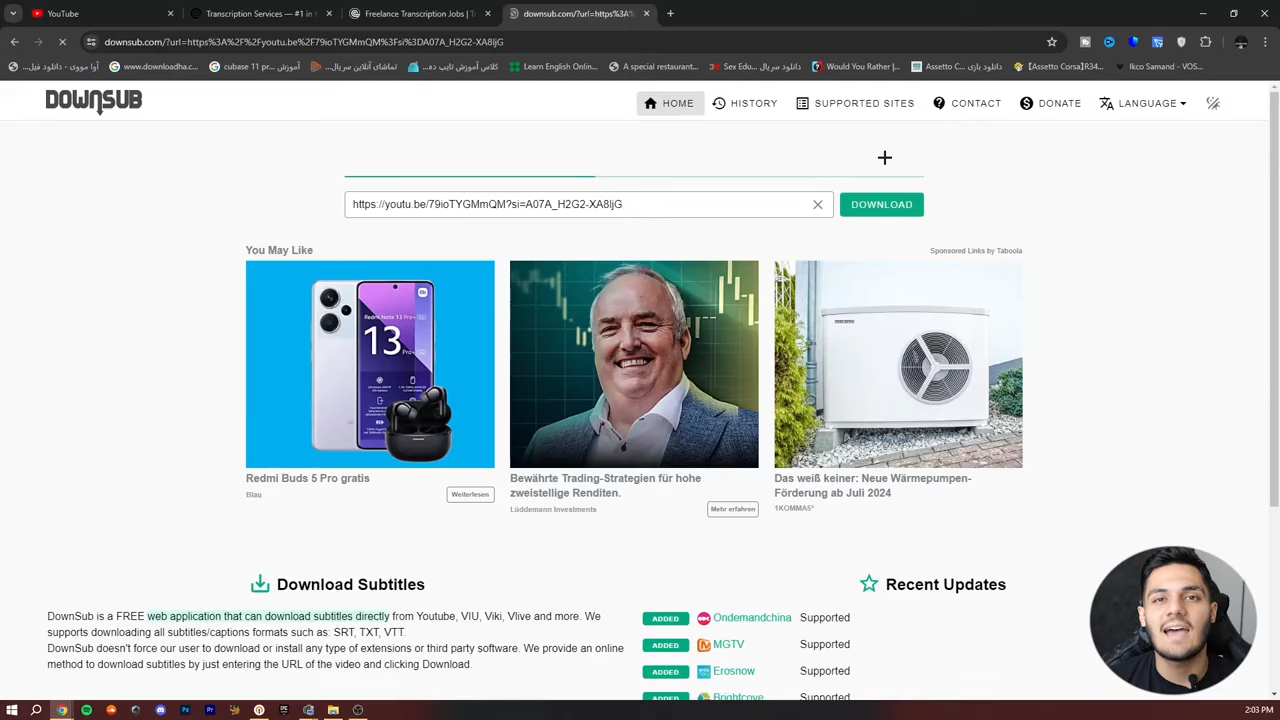 YouTube
Transcription Services — #1 in
Freelance Transcription Jobs | T
downsub.com/?url=https%3A%
downsub.com/?url=https%3A%2F%2Fyoutu.be%2F79ioTYGMmQM%3Fsi%3DA07A_H2G2-XA8IjG
www.downloadha.c...
آموزش cubase 11 pr...
تماشای آنلاین سریال...
کلاس آموزش تایپ ده...
Learn English Onlin...
A special restaurant...
دانلود سریال Sex Edu...
Would You Rather |...
دانلود بازی Assetto C...
【Assetto Corsa】R34...
Ikco Samand - VOS...
DOWNSUB
HOME
HISTORY
SUPPORTED SITES
CONTACT
DONATE
LANGUAGE
https://youtu.be/79ioTYGMmQM?si=A07A_H2G2-XA8IjG
DOWNLOAD
You May Like
Sponsored Links by Taboola
Redmi Note 13 Pro+
13
Pro+
Redmi Buds 5 Pro gratis
Blau
Weiterlesen
Bewährte Trading-Strategien für hohe
zweistellige Renditen.
Lüddemann Investments
Mehr erfahren
Das weiß keiner: Neue Wärmepumpen-
Förderung ab Juli 2024
1KOMMA5°
Download Subtitles
DownSub is a FREE web application that can download subtitles directly from Youtube, VIU, Viki, Vlive and more. We
supports downloading all subtitles/captions formats such as: SRT, TXT, VTT.
DownSub doesn't force our user to download or install any type of extensions or third party software. We provide an online
method to download subtitles by just entering the URL of the video and clicking Download.
Recent Updates
ADDED Ondemandchina Supported
ADDED MGTV Supported
ADDED Erosnow Supported
ADDED Brightcove Supported
2:03 PM